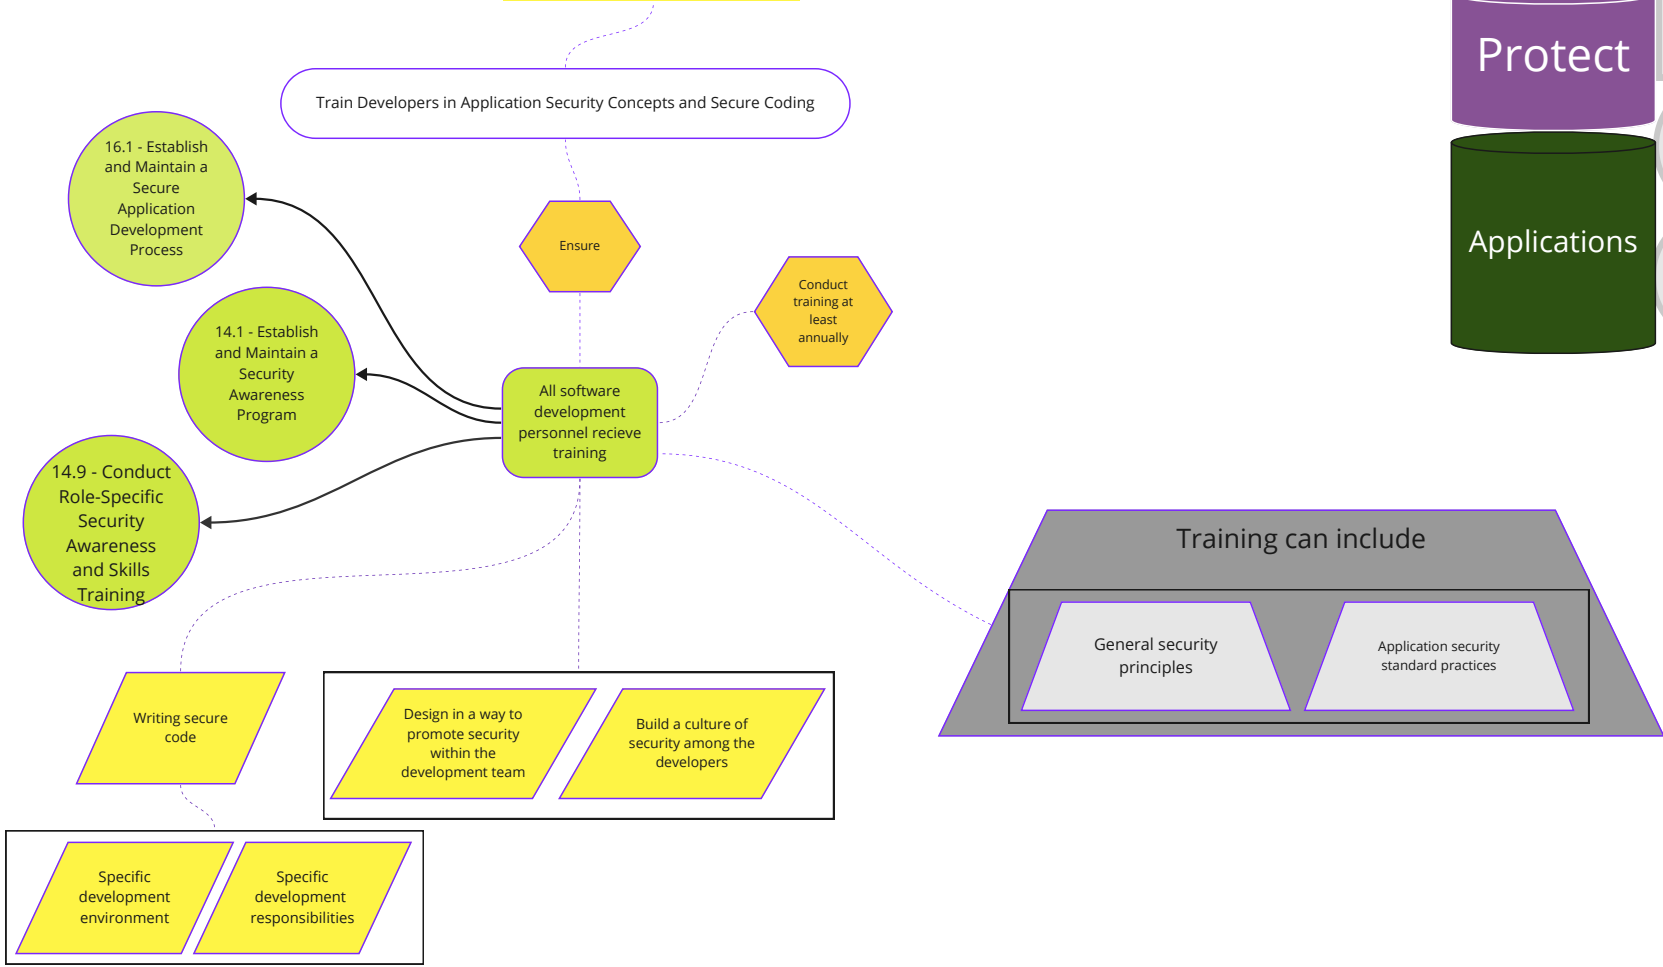 Protect
Train Developers in Application Security Concepts and Secure Coding
16.1 - Establish
and Maintain a
Secure
Application
Development
Process
Applications
Ensure
Conduct
training at
least
annually
14.1 - Establish
and Maintain a
Security
Awareness
Program
All software
development
personnel recieve
training
14.9 - Conduct
Role-Specific
Security
Awareness
and Skills
Training
Training can include
General security
principles
Application security
standard practices
Writing secure
code
Design in a way to
promote security
within the
development team
Build a culture of
security among the
developers
Specific
development
environment
Specific
development
responsibilities